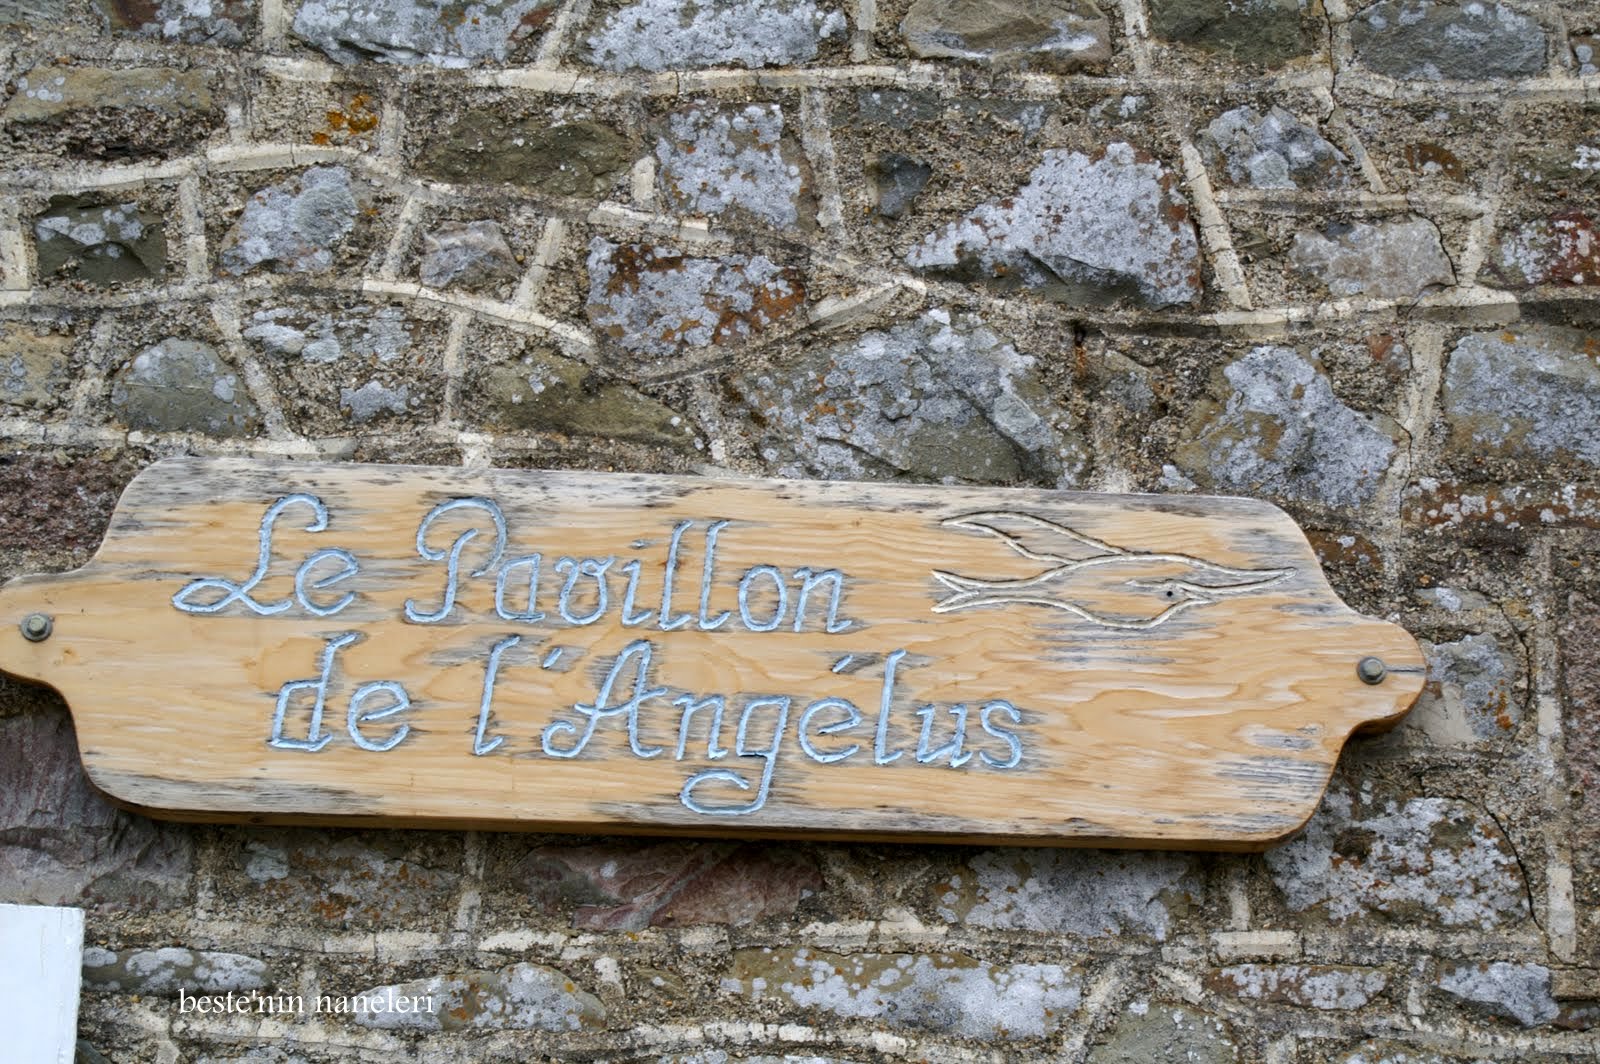 Le Pavillon
de l'Angélus
beste'nin naneleri